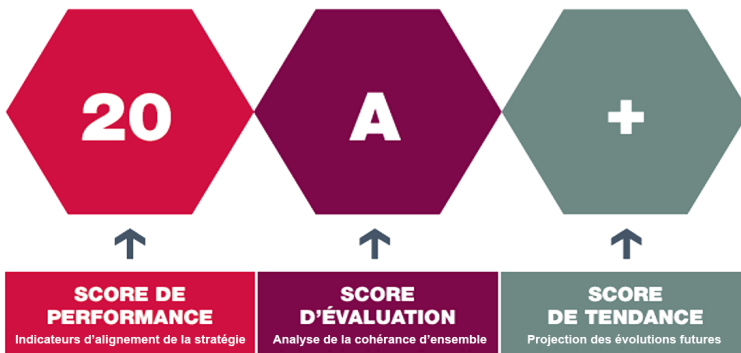 20
A
+
SCORE DE
PERFORMANCE
Indicateurs d'alignement de la stratégie
SCORE
D'ÉVALUATION
Analyse de la cohérance d'ensemble
SCORE
DE TENDANCE
Projection des évolutions futures